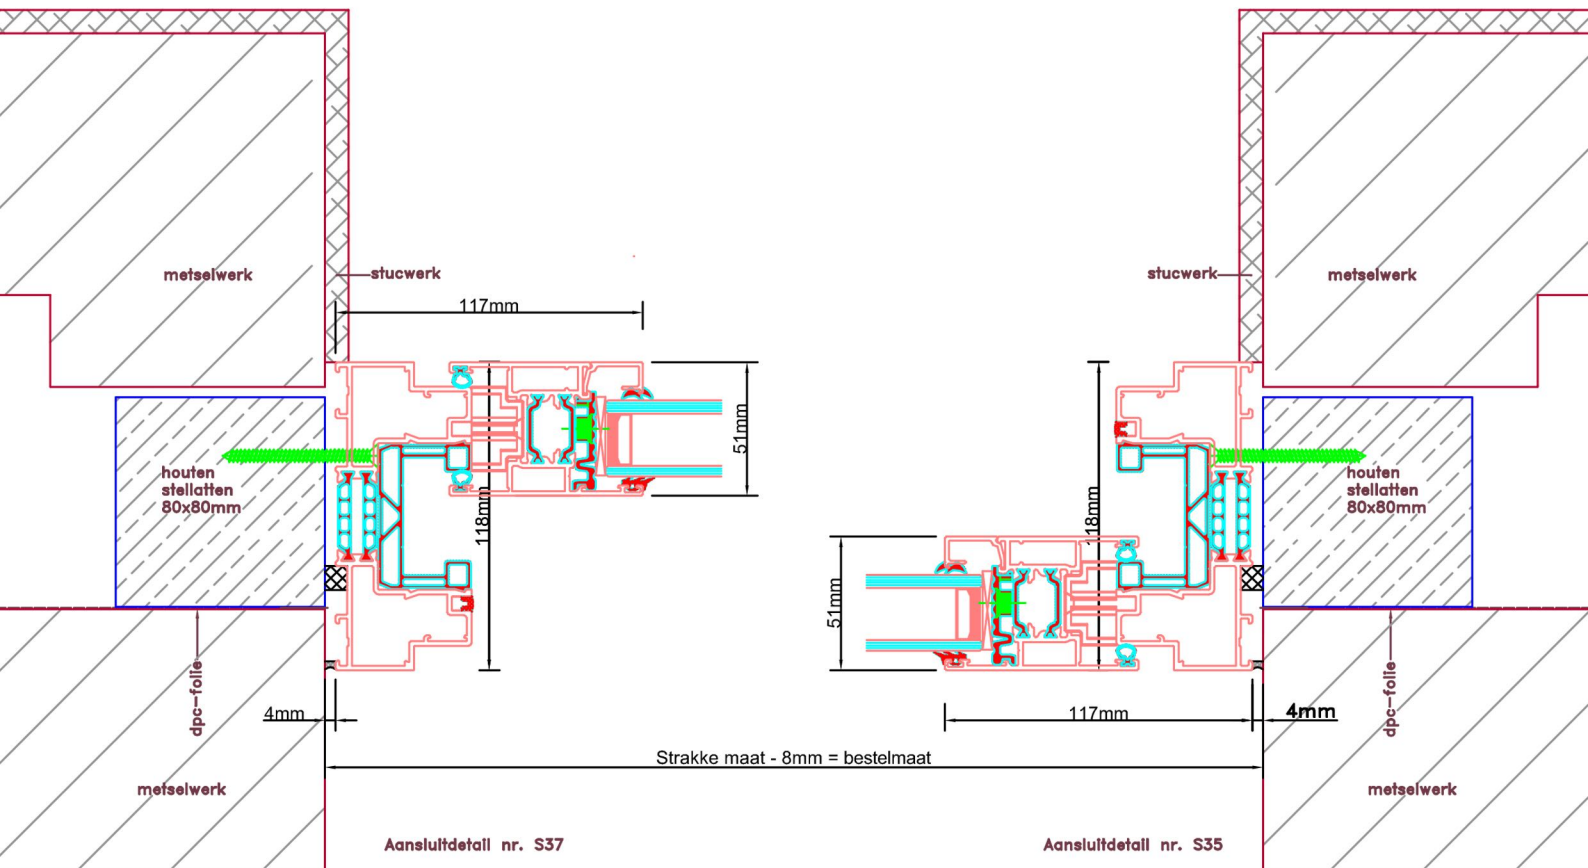 metselwerk
stucwerk
stucwerk
metselwerk
117mm
51mm
118mm
118mm
51mm
houten
stellatten
80x80mm
houten
stellatten
80x80mm
dpc-folie
dpc-folie
4mm
117mm
4mm
Strakke maat - 8mm = bestelmaat
metselwerk
metselwerk
Aansluitdetail nr. S37
Aansluitdetail nr. S35